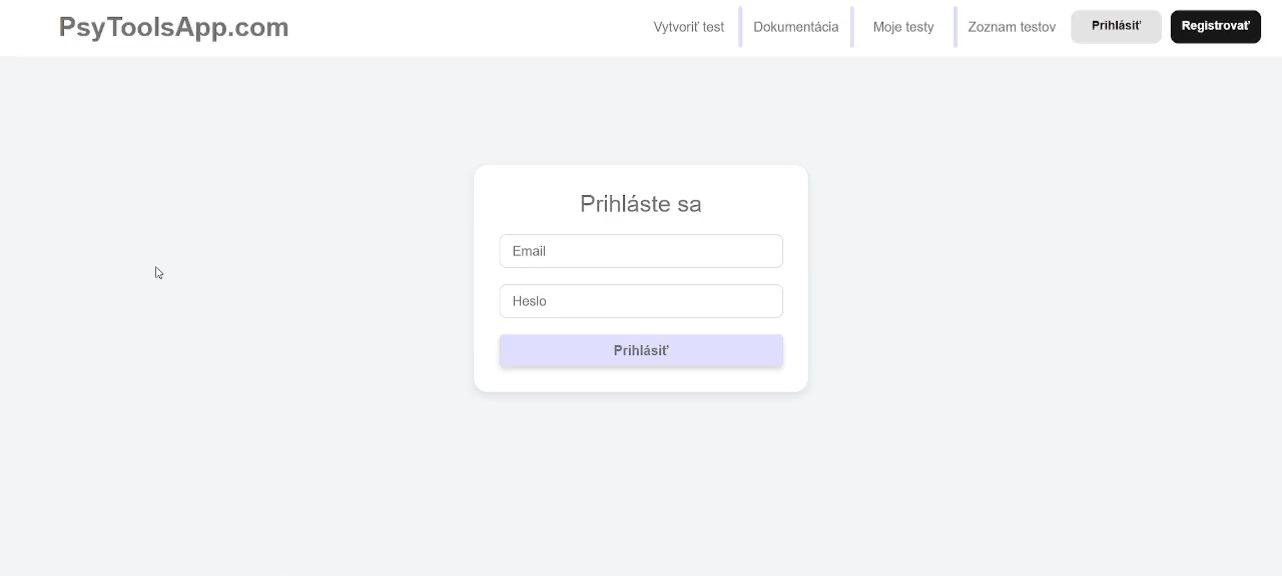 PsyToolsApp.com
Vytvoriť test
Dokumentácia
Moje testy
Zoznam testov
Prihlásiť
Registrovať
Prihláste sa
Email
Heslo
Prihlásiť